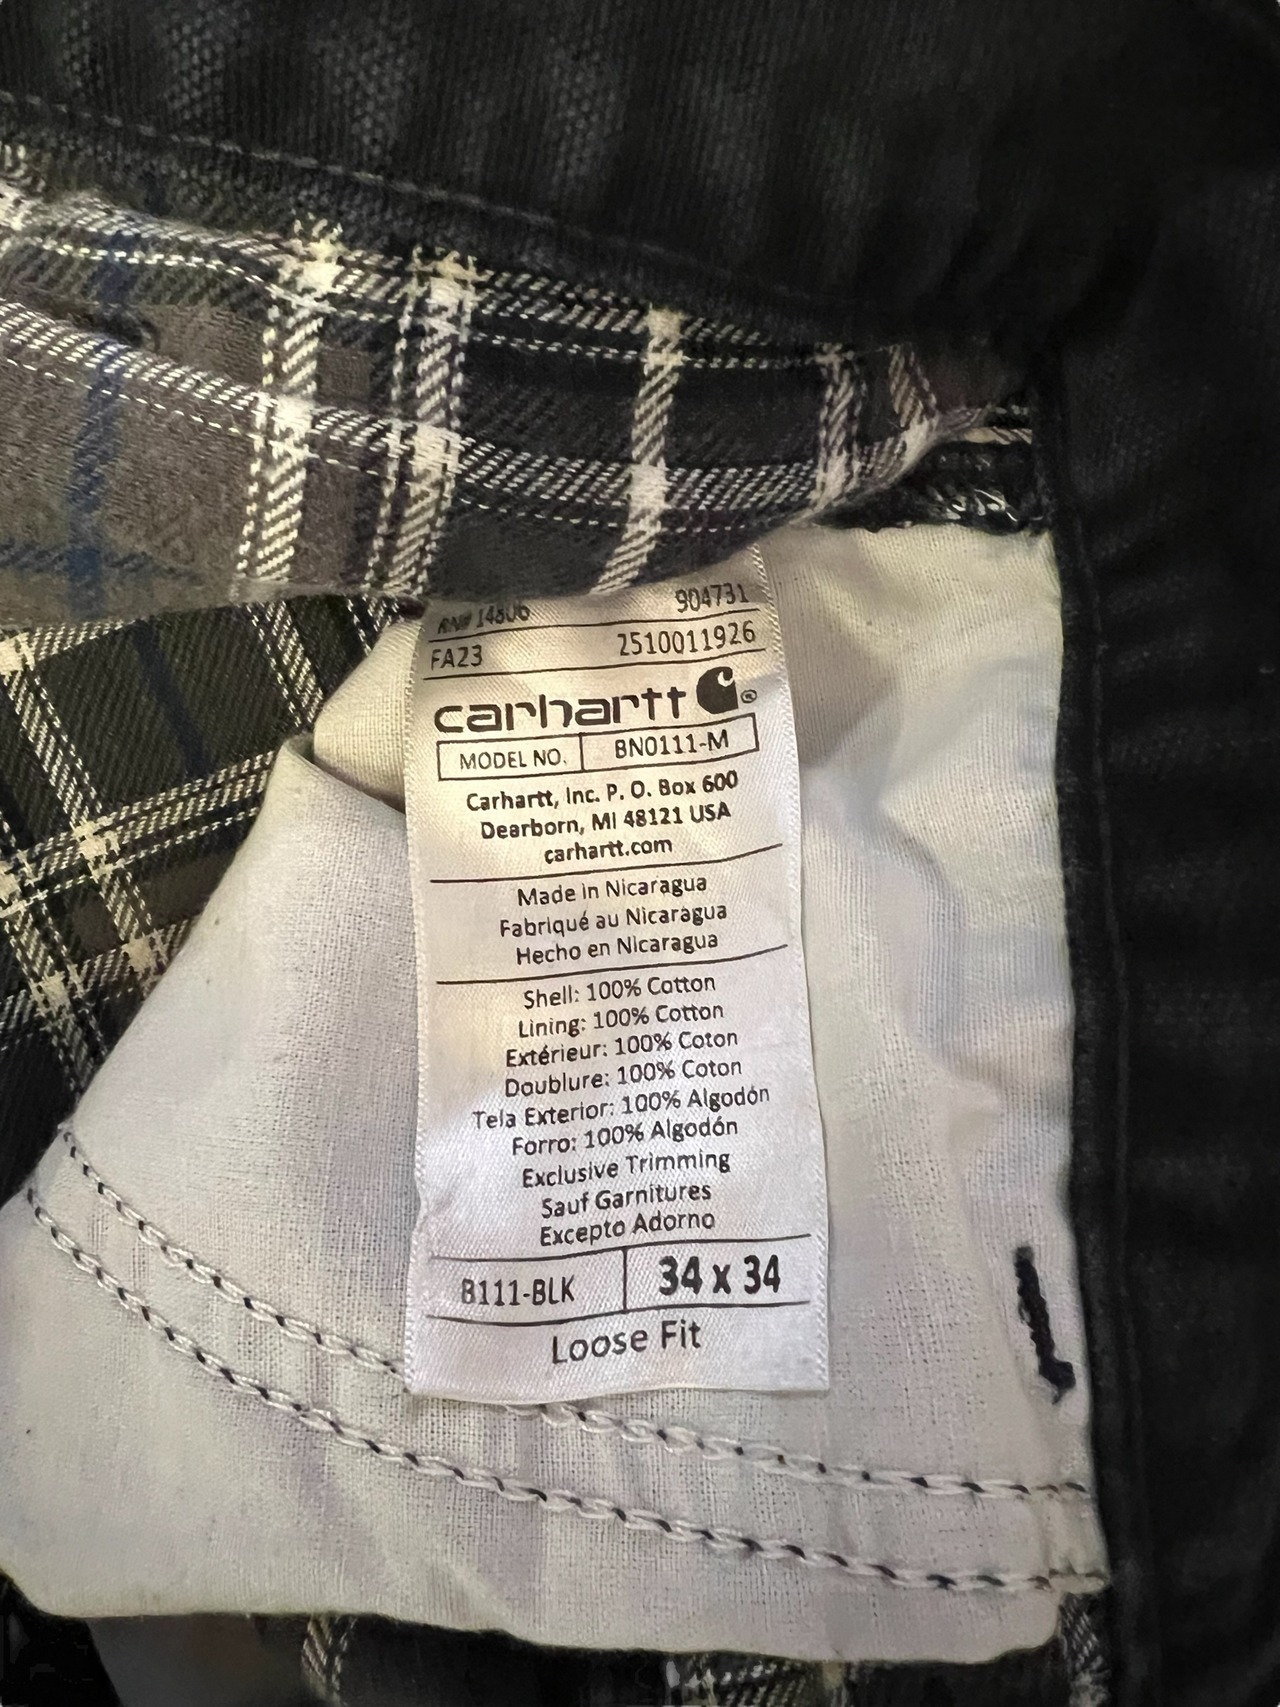 RN# 14806 904731
FA23 2510011926
carhartt ®
MODEL NO. BN0111-M
Carhartt, Inc. P. O. Box 600
Dearborn, MI 48121 USA
carhartt.com
Made in Nicaragua
Fabriqué au Nicaragua
Hecho en Nicaragua
Shell: 100% Cotton
Lining: 100% Cotton
Extérieur: 100% Coton
Doublure: 100% Coton
Tela Exterior: 100% Algodón
Forro: 100% Algodón
Exclusive Trimming
Sauf Garnitures
Excepto Adorno
B111-BLK 34 x 34
Loose Fit